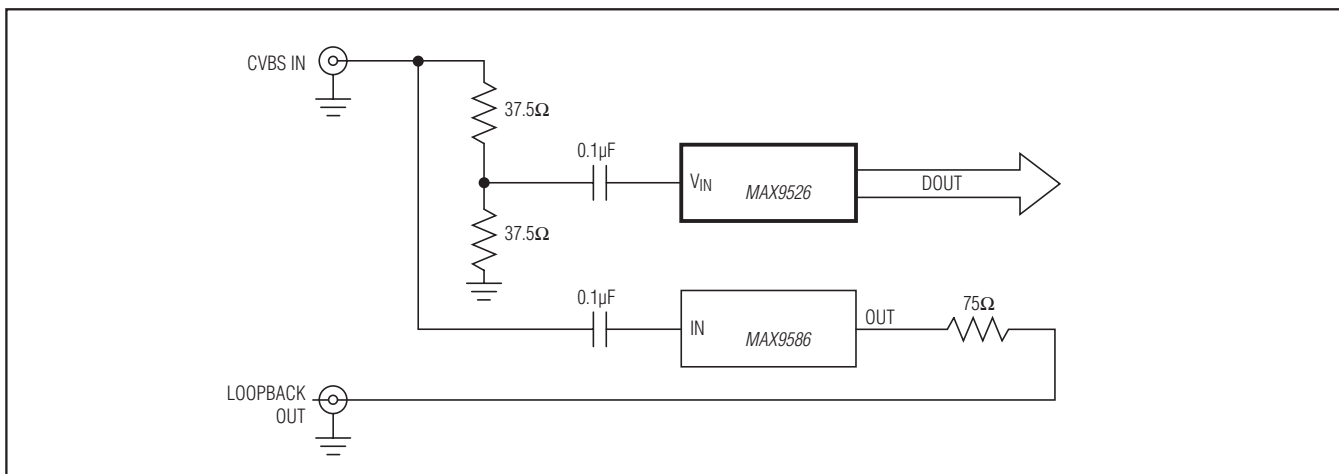 CVBS IN
37.5Ω
0.1µF
VIN
MAX9526
DOUT
37.5Ω
0.1µF
75Ω
IN
MAX9586
OUT
LOOPBACK
OUT